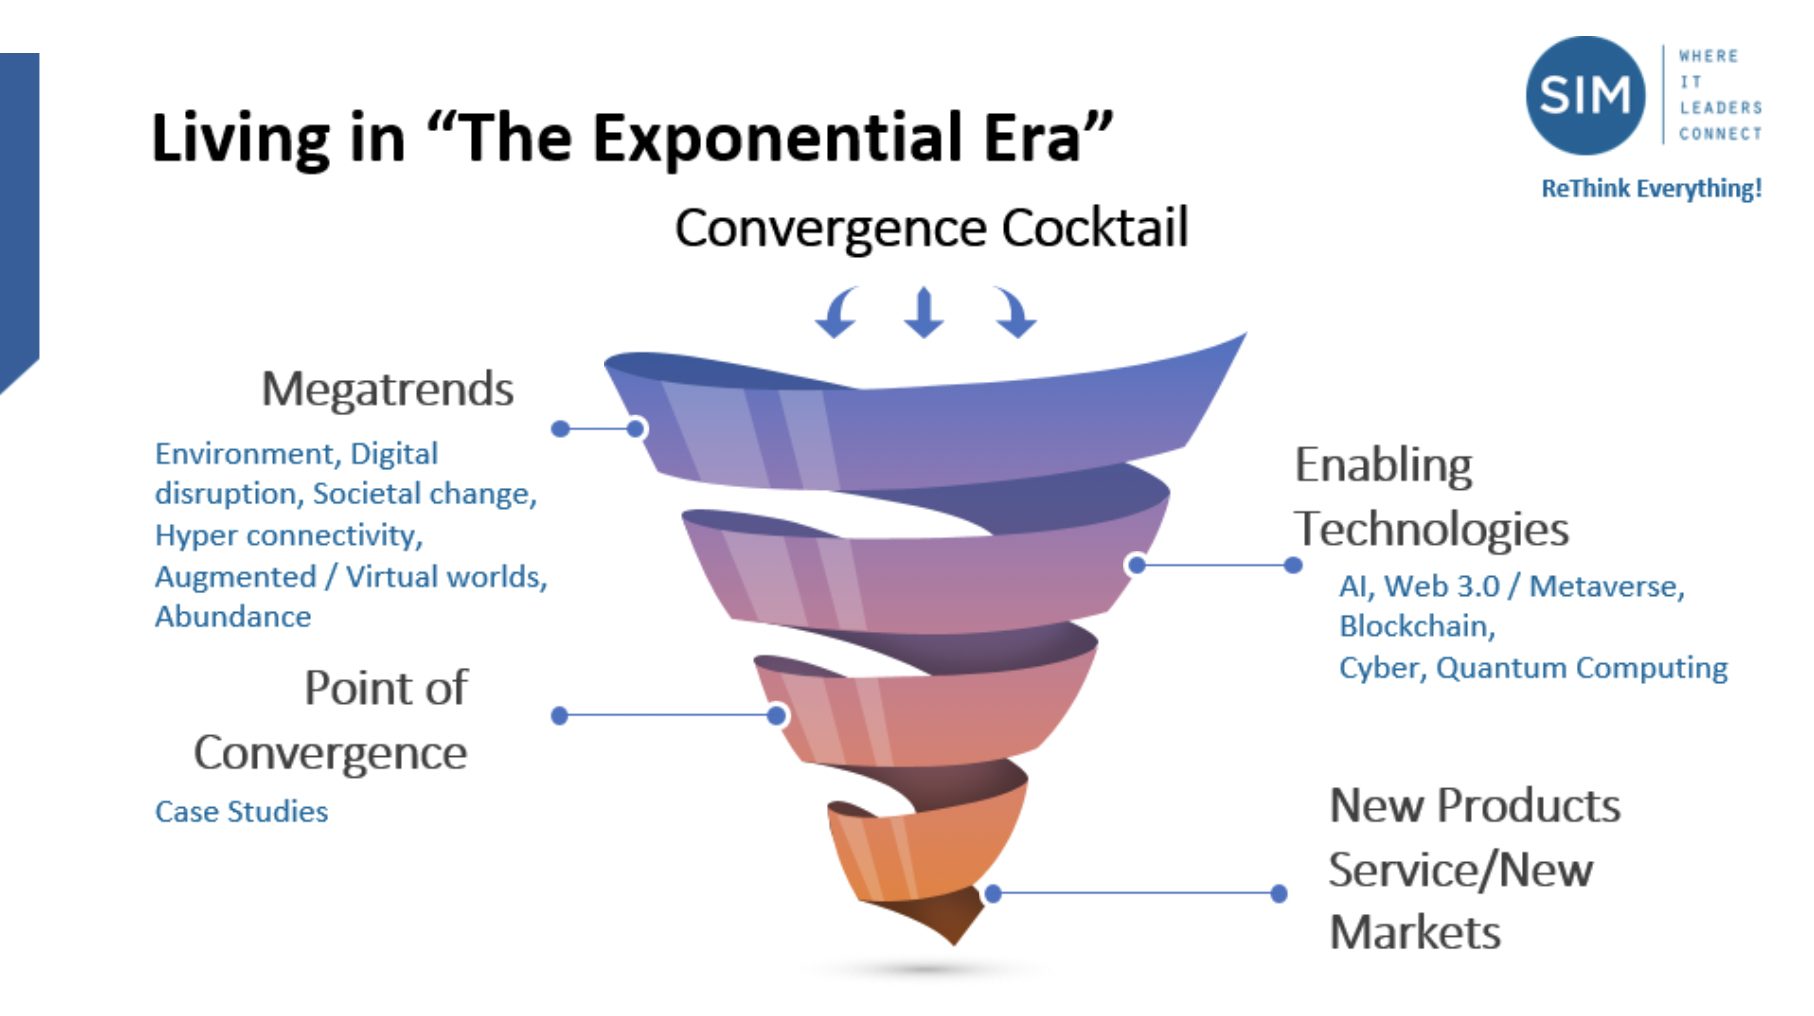 SIM
WHERE
IT
LEADERS
CONNECT
ReThink Everything!
Living in “The Exponential Era”
Convergence Cocktail
Megatrends
Environment, Digital
disruption, Societal change,
Hyper connectivity,
Augmented / Virtual worlds,
Abundance
Enabling
Technologies
AI, Web 3.0 / Metaverse,
Blockchain,
Cyber, Quantum Computing
Point of
Convergence
Case Studies
New Products
Service/New
Markets